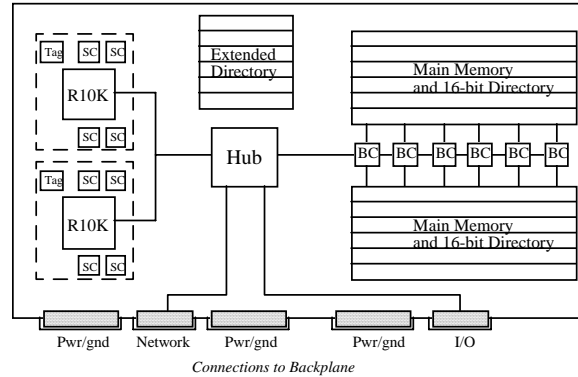 Tag SC SC
R10K
SC SC
Tag SC SC
R10K
SC SC
Extended
Directory
Hub
Main Memory
and 16-bit Directory
BC BC BC BC BC BC
Main Memory
and 16-bit Directory
Pwr/gnd Network Pwr/gnd Pwr/gnd I/O
Connections to Backplane